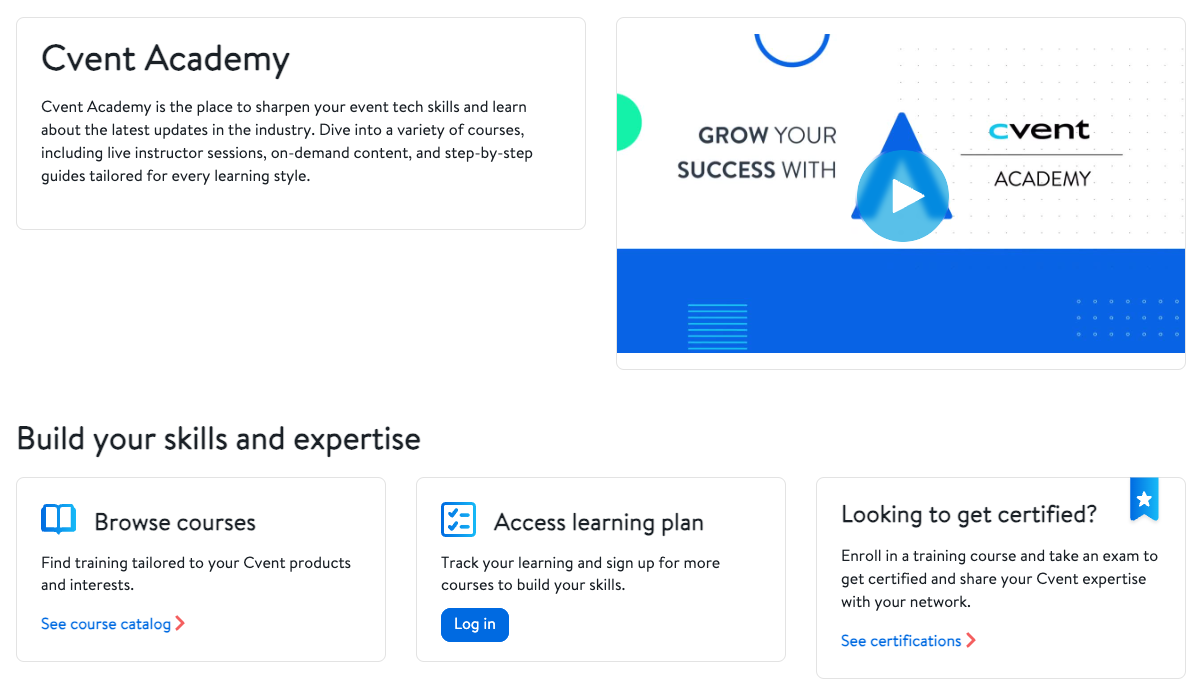 Cvent Academy
Cvent Academy is the place to sharpen your event tech skills and learn
about the latest updates in the industry. Dive into a variety of courses,
including live instructor sessions, on-demand content, and step-by-step
guides tailored for every learning style.
GROW YOUR
SUCCESS WITH
cvent
ACADEMY
Build your skills and expertise
Browse courses
Find training tailored to your Cvent products
and interests.
See course catalog
Access learning plan
Track your learning and sign up for more
courses to build your skills.
Log in
Looking to get certified?
Enroll in a training course and take an exam to
get certified and share your Cvent expertise
with your network.
See certifications